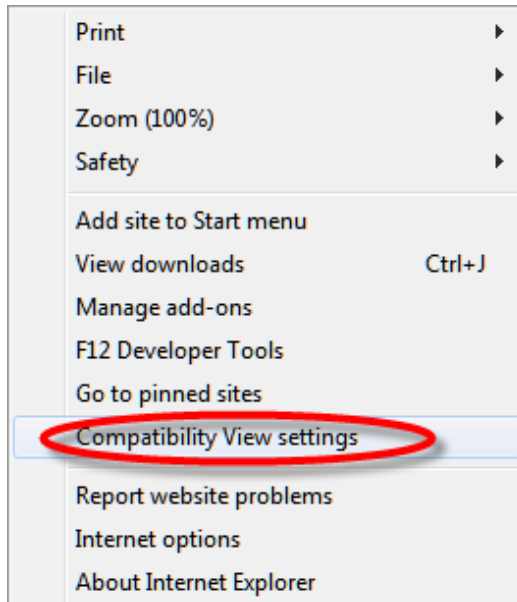 Print
File
Zoom (100%)
Safety
Add site to Start menu
View downloads Ctrl+J
Manage add-ons
F12 Developer Tools
Go to pinned sites
Compatibility View settings
Report website problems
Internet options
About Internet Explorer